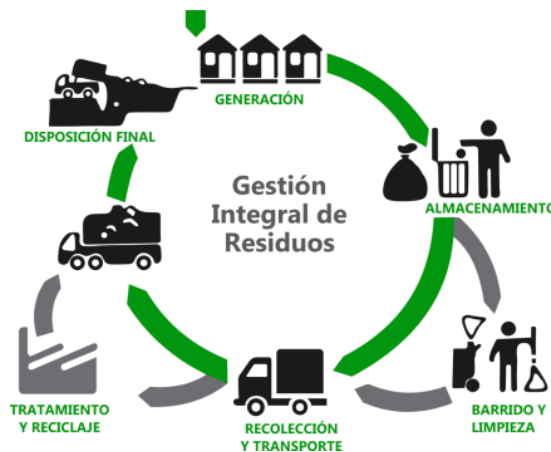 GENERACIÓN
DISPOSICIÓN FINAL
Gestión
Integral de
Residuos
ALMACENAMIENTO
TRATAMIENTO
Y RECICLAJE
RECOLECCIÓN
Y TRANSPORTE
BARRIDO Y
LIMPIEZA